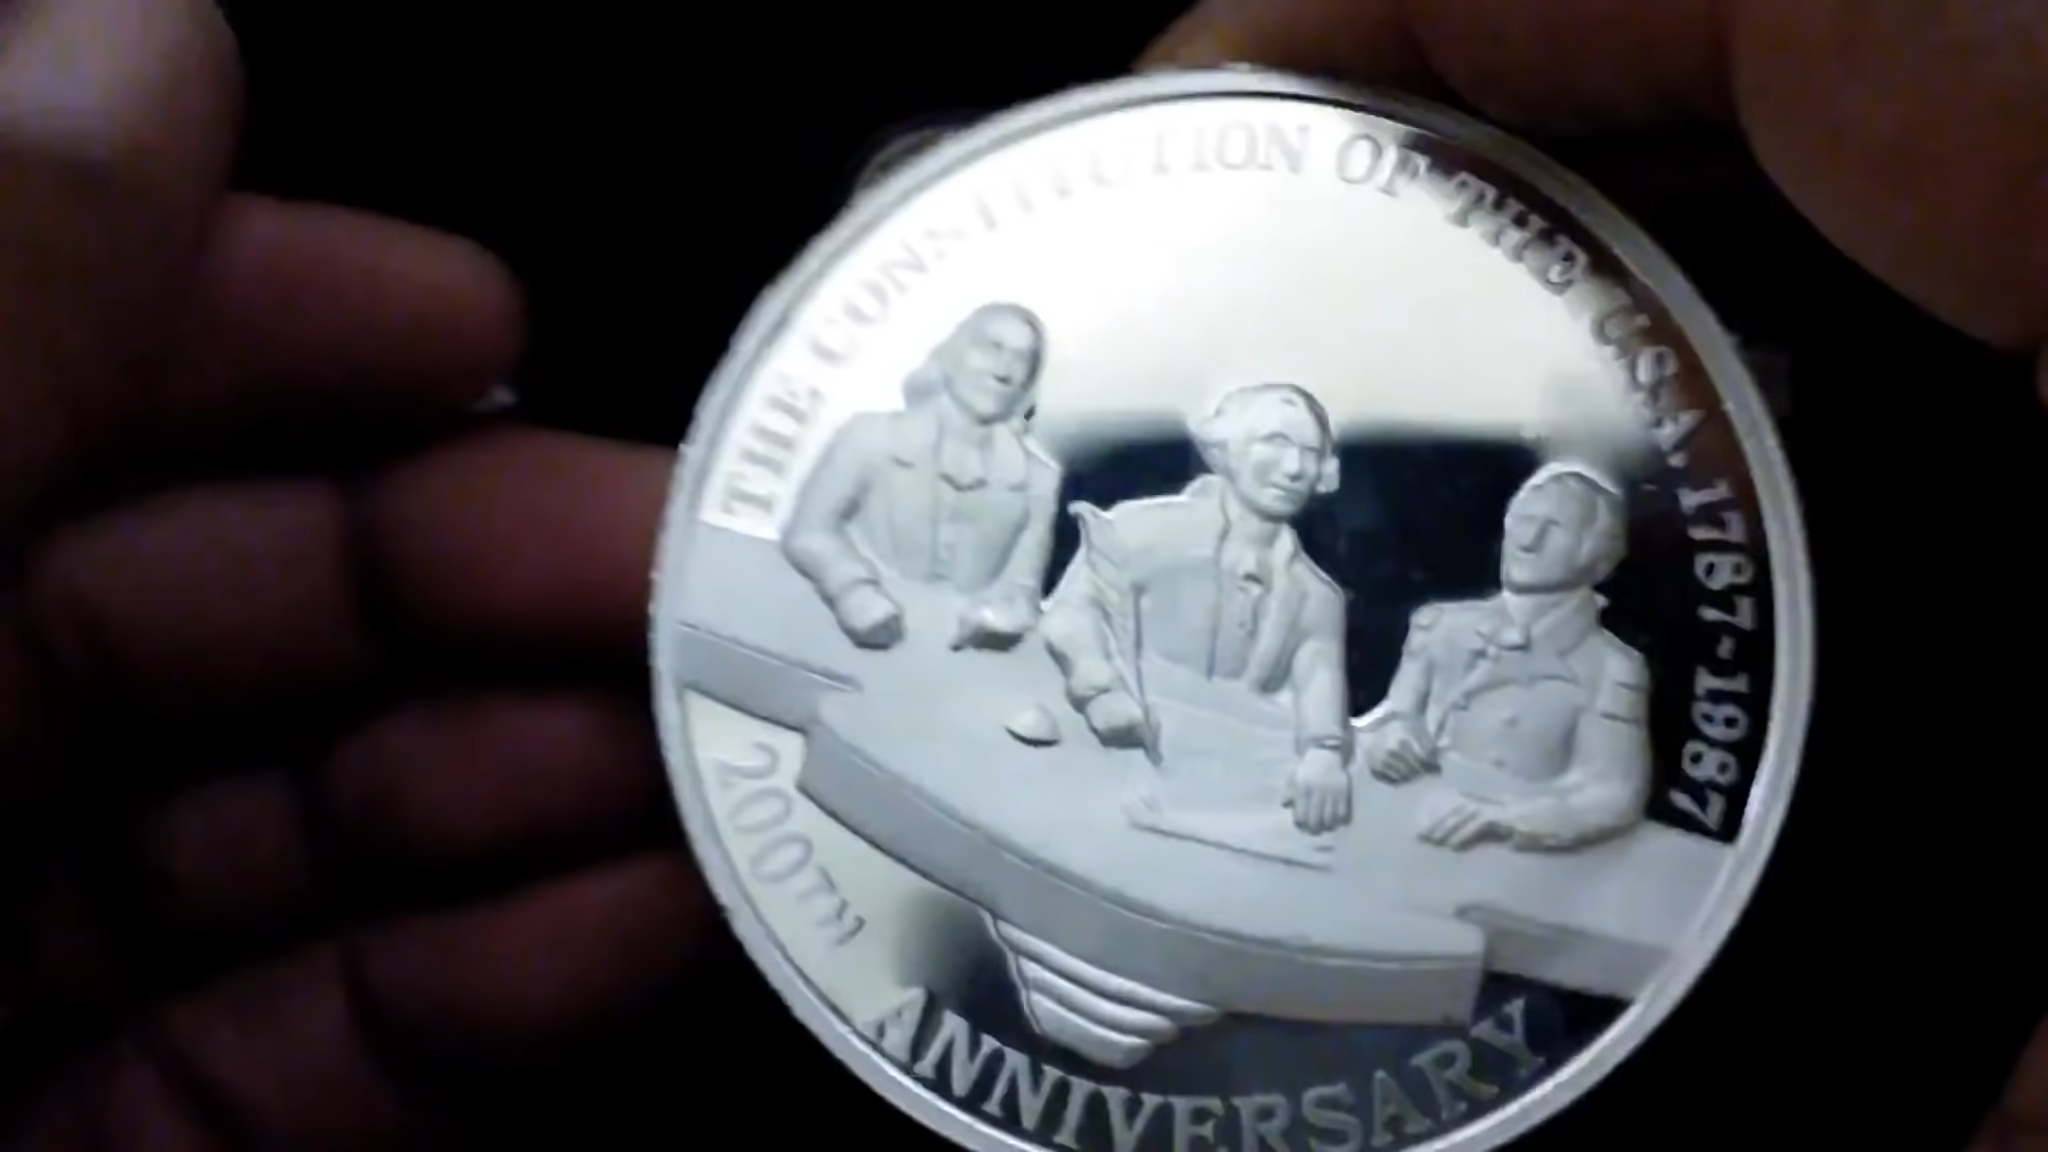 THE CONSTITUTION OF THE U.S.A. 1787-1987
200TH ANNIVERSARY